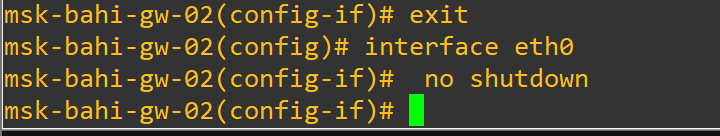 msk-bahi-gw-02(config-if)# exit
msk-bahi-gw-02(config)# interface eth0
msk-bahi-gw-02(config-if)#  no shutdown
msk-bahi-gw-02(config-if)#